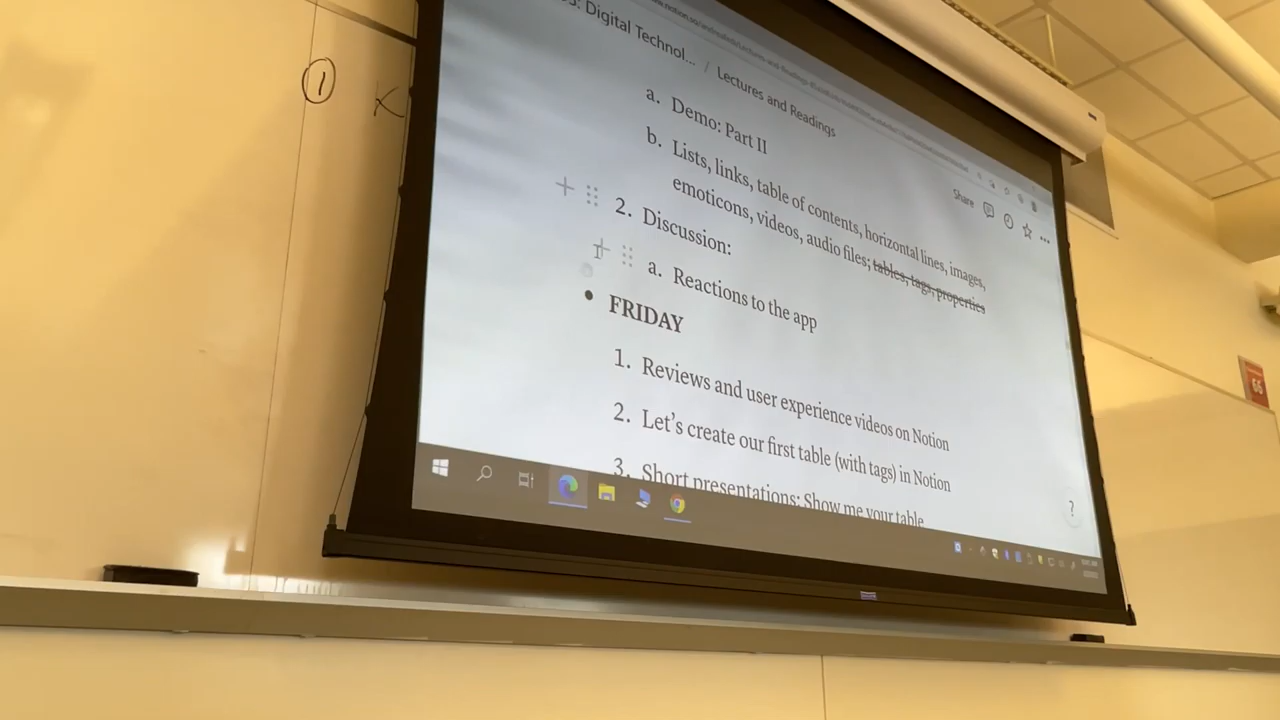 3: Digital Technol... / Lectures and Readings
Share
a. Demo: Part II
b. Lists, links, table of contents, horizontal lines, images,
emoticons, videos, audio files; tables, tags, properties
2. Discussion:
a. Reactions to the app
• FRIDAY
1. Reviews and user experience videos on Notion
2. Let's create our first table (with tags) in Notion
3. Short presentations: Show me your table
?
1
K
66